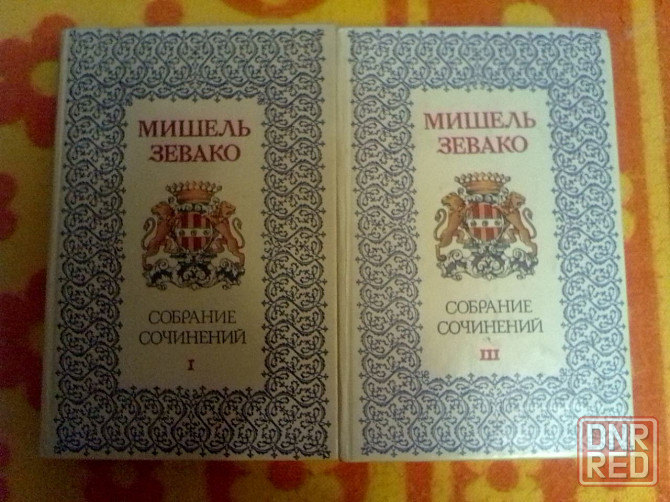 МИШЕЛЬ
ЗЕВАКО
СОБРАНИЕ
СОЧИНЕНИЙ
I
МИШЕЛЬ
ЗЕВАКО
СОБРАНИЕ
СОЧИНЕНИЙ
III
DNR
RED